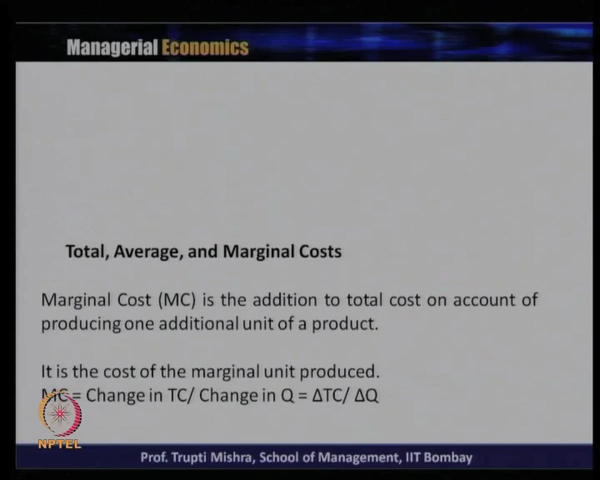 Managerial Economics
Total, Average, and Marginal Costs
Marginal Cost (MC) is the addition to total cost on account of
producing one additional unit of a product.
It is the cost of the marginal unit produced.
MC = Change in TC/ Change in Q = ΔTC/ ΔQ
NPTEL
Prof. Trupti Mishra, School of Management, IIT Bombay